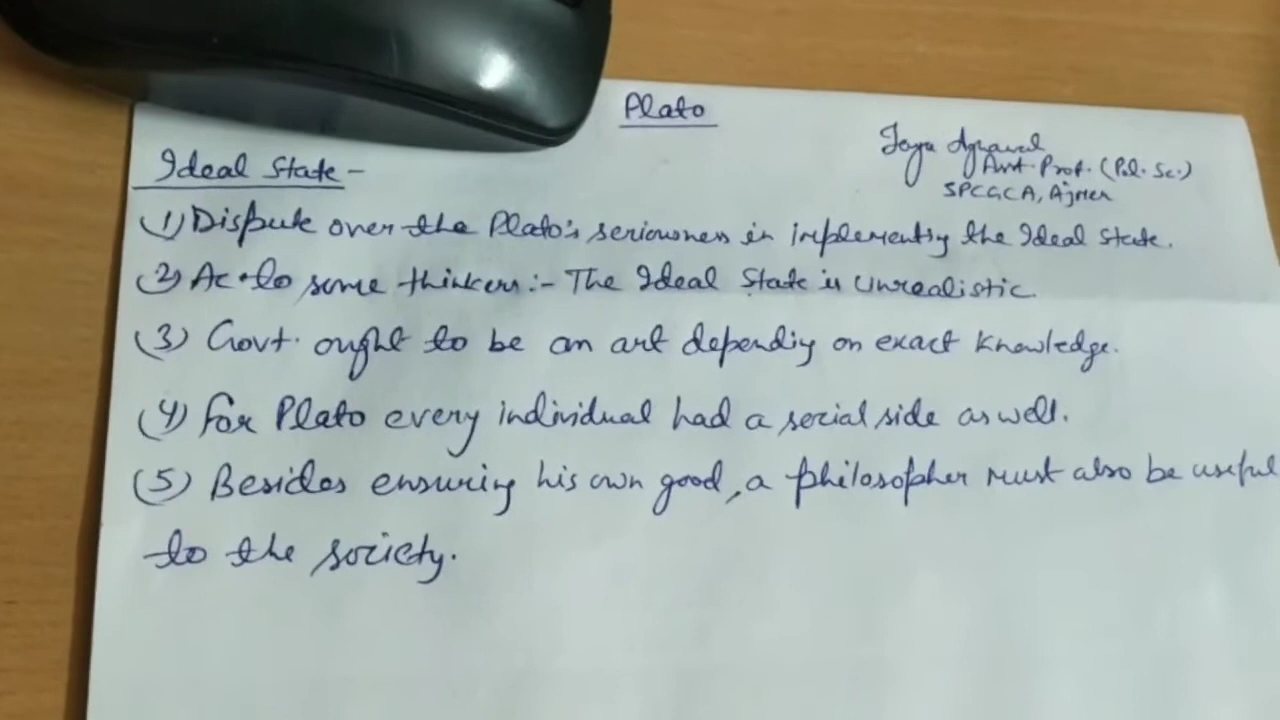 Plato
Jaya Agrawal
Asst. Prof. (Pol. Sc.)
SPCGCA, Ajmer
Ideal State -
(1) Dispute over the Plato's seriousness in implementing the Ideal State.
(2) Ac. to some thinkers :- The Ideal State is unrealistic.
(3) Govt. ought to be an art depending on exact knowledge.
(4) For Plato every individual had a social side as well.
(5) Besides ensuring his own good, a philosopher must also be useful
to the society.